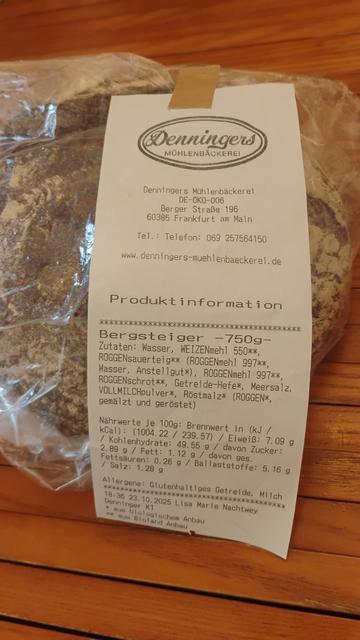 Denningers
MÜHLENBÄCKEREI
Denningers Mühlenbäckerei
DE-ÖKO-006
Berger Straße 196
60385 Frankfurt am Main
Tel.: Telefon: 069 257564150
www.denningers-muehlenbaeckerei.de
Produktinformation
Bergsteiger -750g-
Zutaten: Wasser, WEIZENmehl 550**,
ROGGENsauerteig** (ROGGENmehl 997**,
Wasser, Anstellgut*), ROGGENmehl 997**,
ROGGENschrot**, Getreide-Hefe*, Meersalz,
VOLLMILCHpulver*, Röstmalz* (ROGGEN*,
gemälzt und geröstet)
Nährwerte je 100g: Brennwert in (kJ /
kCal): (1004.22 / 239.57) / Eiweiß: 7.09 g
/ Kohlenhydrate: 49.55 g / davon Zucker:
2.89 g / Fett: 1.12 g / davon ges.
Fettsäuren: 0.26 g / Ballaststoffe: 5.16 g
/ Salz: 1.28 g
Allergene: Glutenhaltiges Getreide, Milch
18:36 23.10.2025 Lisa Marie Nachtwey
Denninger K1
* aus biologischem Anbau
** aus Bioland Anbau